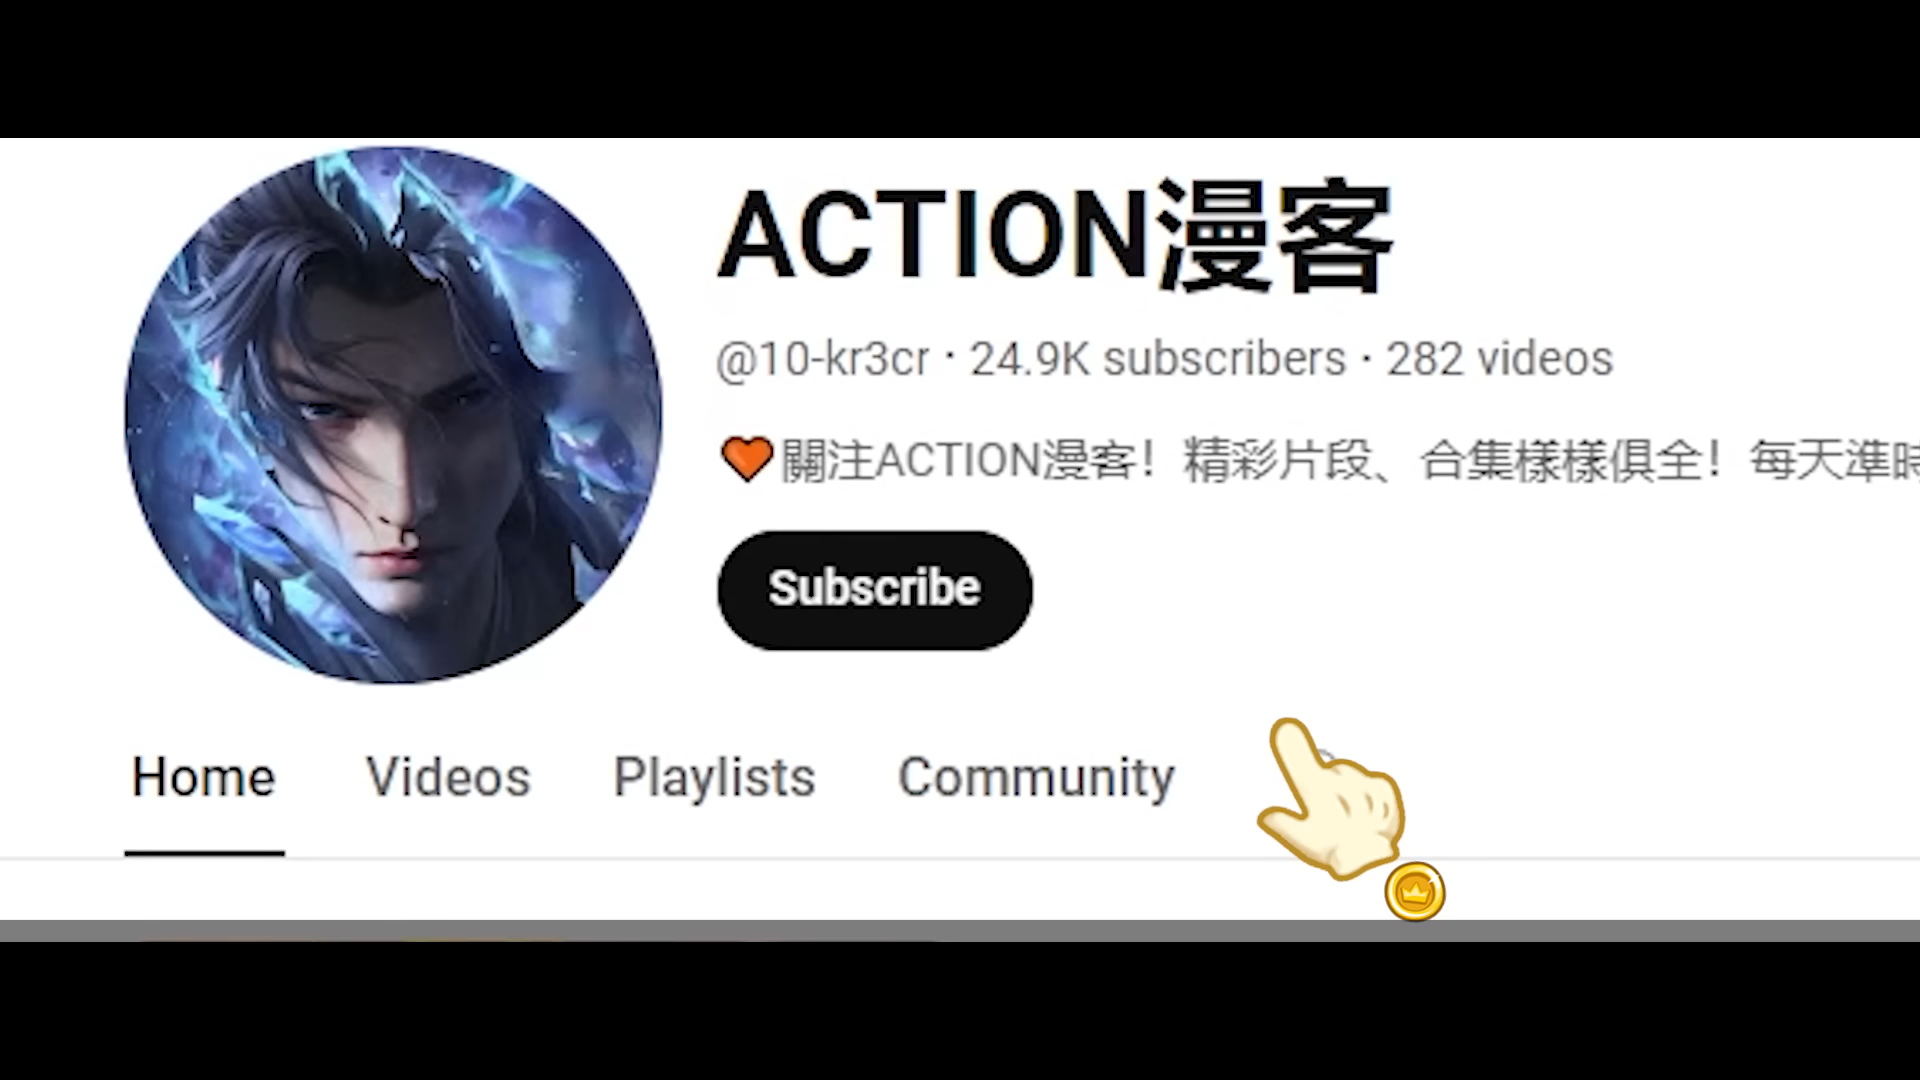 ACTION漫客
@10-kr3cr · 24.9K subscribers · 282 videos
🧡關注ACTION漫客！精彩片段、合集樣樣俱全！每天準時
Subscribe
Home Videos Playlists Community